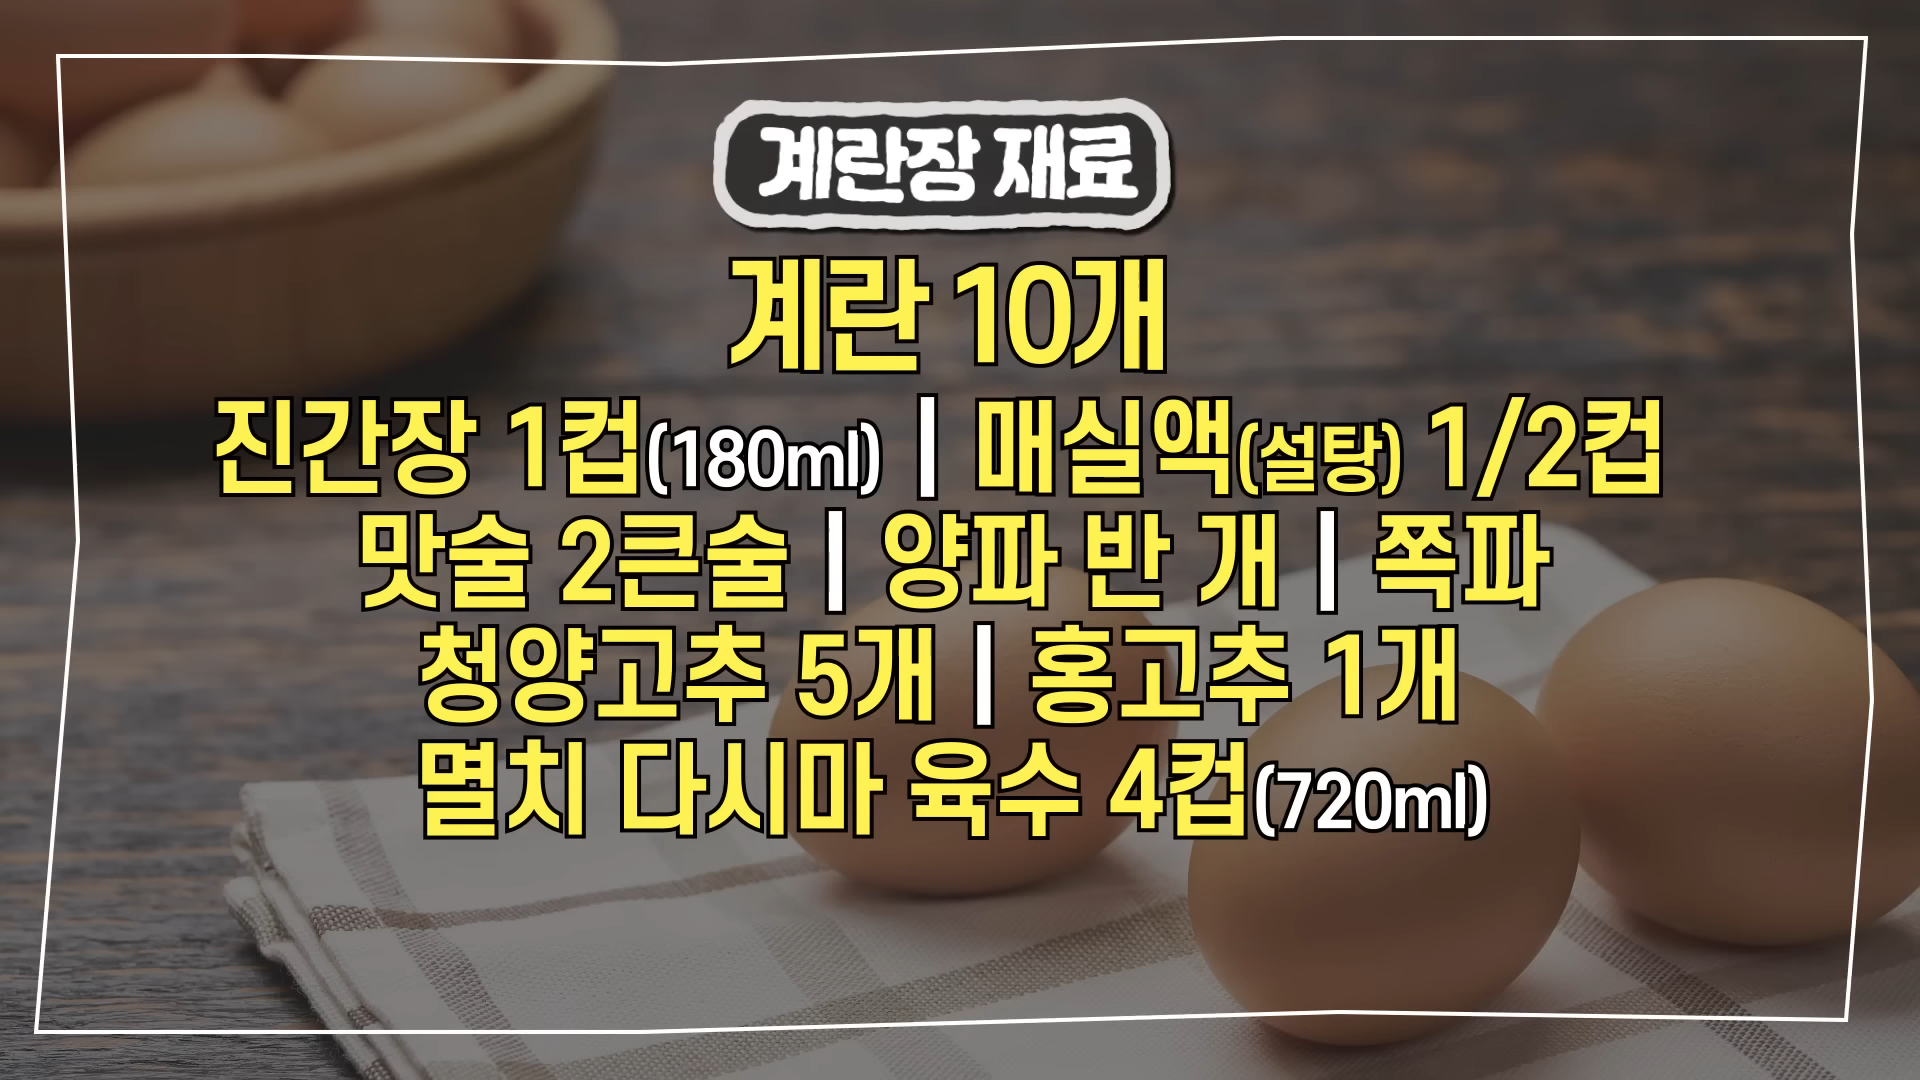 계란장 재료
계란 10개
진간장 1컵(180ml) | 매실액(설탕) 1/2컵
맛술 2큰술 | 양파 반 개 | 쪽파
청양고추 5개 | 홍고추 1개
멸치 다시마 육수 4컵(720ml)